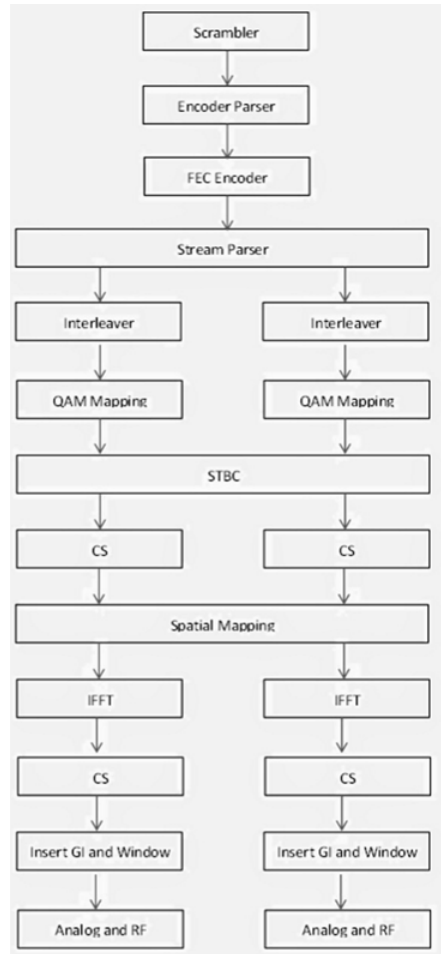 Scrambler
Encoder Parser
FEC Encoder
Stream Parser
Interleaver
Interleaver
QAM Mapping
QAM Mapping
STBC
CS
CS
Spatial Mapping
IFFT
IFFT
CS
CS
Insert GI and Window
Insert GI and Window
Analog and RF
Analog and RF